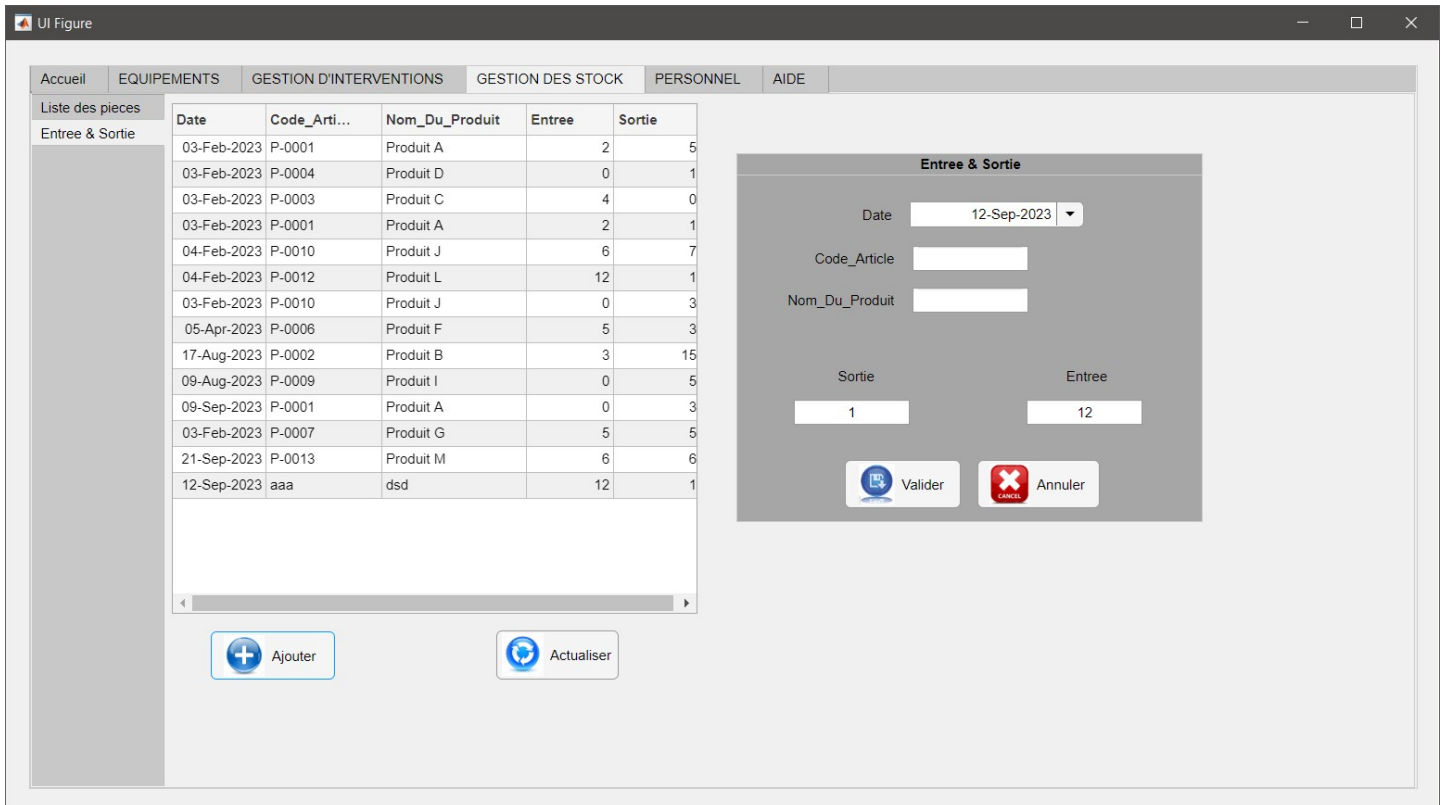 UI Figure
Accueil EQUIPEMENTS GESTION D'INTERVENTIONS GESTION DES STOCK PERSONNEL AIDE
Liste des pieces
Entree & Sortie
Date Code_Arti... Nom_Du_Produit Entree Sortie
03-Feb-2023 P-0001 Produit A 2 5
03-Feb-2023 P-0004 Produit D 0 1
03-Feb-2023 P-0003 Produit C 4 0
03-Feb-2023 P-0001 Produit A 2 1
04-Feb-2023 P-0010 Produit J 6 7
04-Feb-2023 P-0012 Produit L 12 1
03-Feb-2023 P-0010 Produit J 0 3
05-Apr-2023 P-0006 Produit F 5 3
17-Aug-2023 P-0002 Produit B 3 15
09-Aug-2023 P-0009 Produit I 0 5
09-Sep-2023 P-0001 Produit A 0 3
03-Feb-2023 P-0007 Produit G 5 5
21-Sep-2023 P-0013 Produit M 6 6
12-Sep-2023 aaa dsd 12 1
Ajouter Actualiser
Entree & Sortie
Date 12-Sep-2023
Code_Article
Nom_Du_Produit
Sortie Entree
1 12
Valider CANCEL Annuler